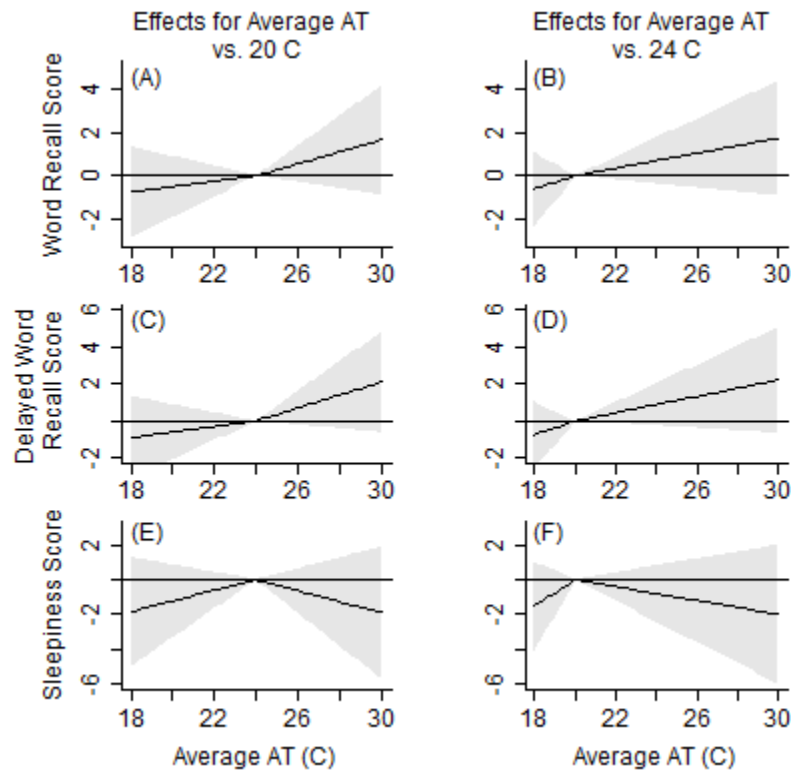 Effects for Average AT
vs. 20 C
Effects for Average AT
vs. 24 C
Word Recall Score
4
2
0
-2
(A)
18
22
26
30
4
2
0
-2
(B)
18
22
26
30
Delayed Word
Recall Score
6
4
2
-2
(C)
18
22
26
30
6
4
2
-2
(D)
18
22
26
30
Sleepiness Score
2
-2
-6
(E)
18
22
26
30
Average AT (C)
2
-2
-6
(F)
18
22
26
30
Average AT (C)